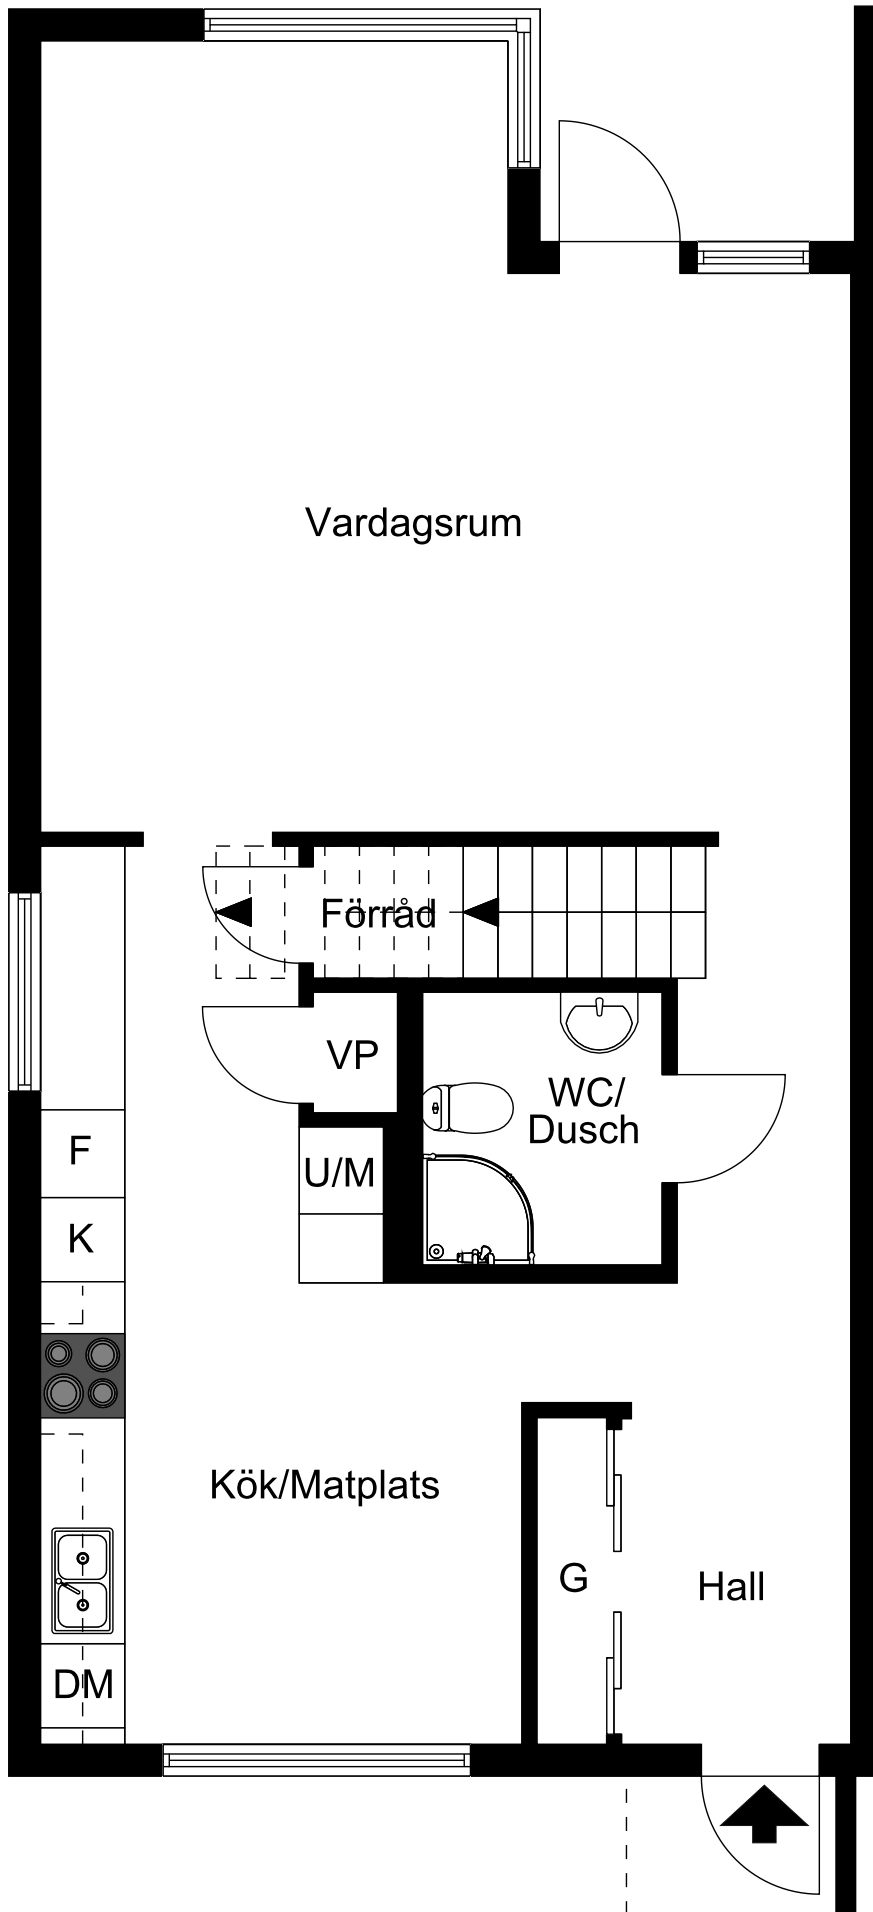 Vardagsrum
Förråd
VP
WC/
Dusch
F
U/M
K
Kök/Matplats
G
Hall
DM